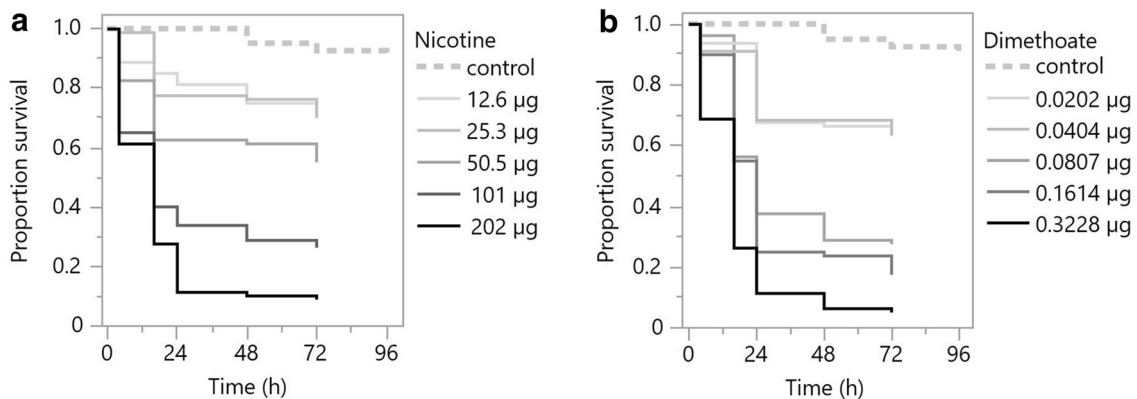 a
1.0
0.8
0.6
0.4
0.2
0
Proportion survival
0 24 48 72 96
Time (h)
Nicotine
control
12.6 µg
25.3 µg
50.5 µg
101 µg
202 µg
b
1.0
0.8
0.6
0.4
0.2
0
Proportion survival
0 24 48 72 96
Time (h)
Dimethoate
control
0.0202 µg
0.0404 µg
0.0807 µg
0.1614 µg
0.3228 µg